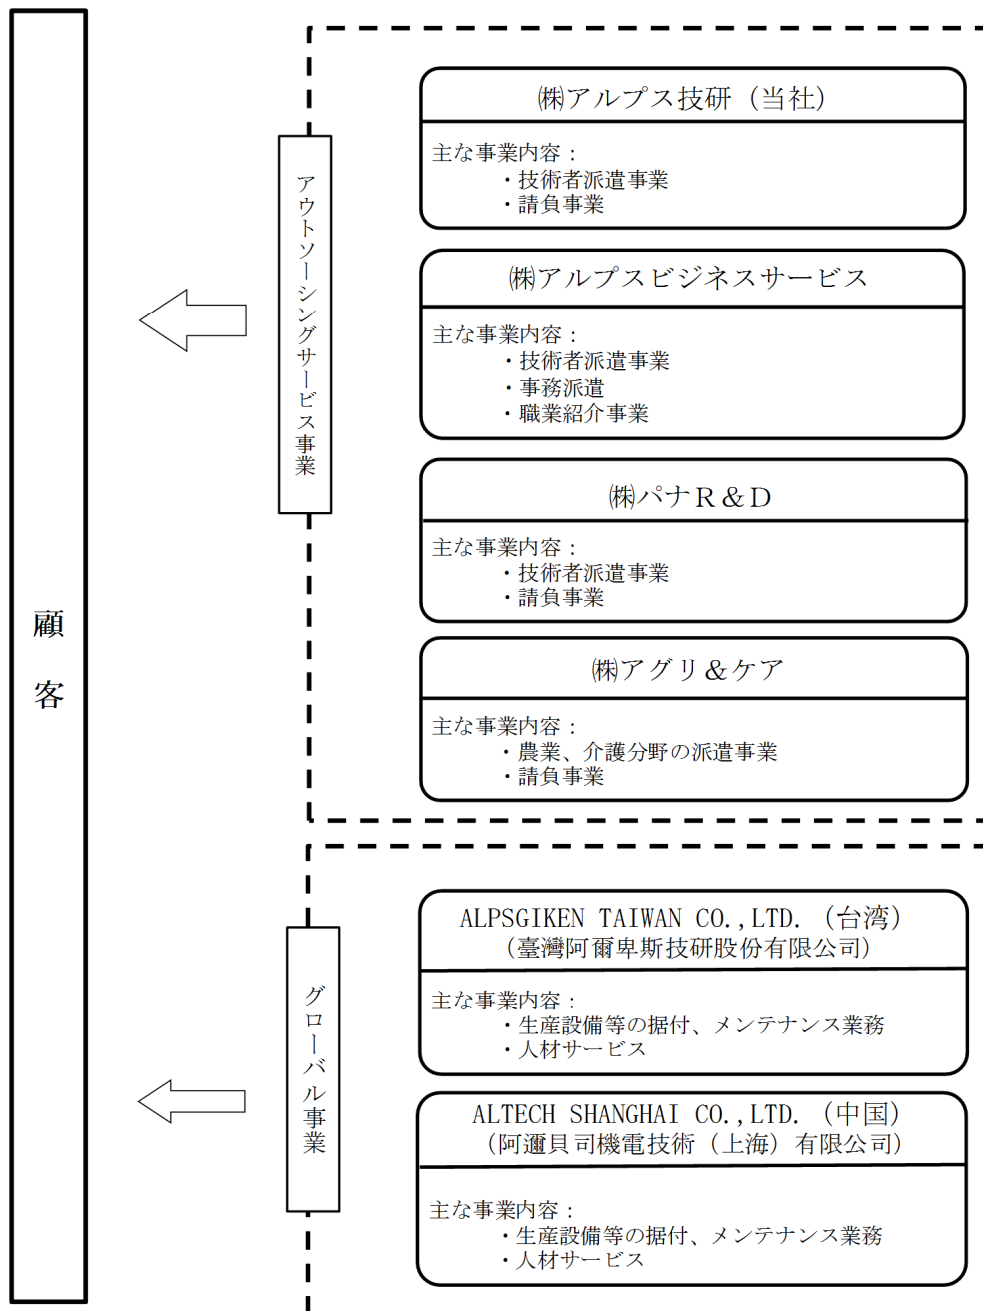 顧客
アウトソーシングサービス事業
㈱アルプス技研（当社）
主な事業内容：
・技術者派遣事業
・請負事業
㈱アルプスビジネスサービス
主な事業内容：
・技術者派遣事業
・事務派遣
・職業紹介事業
㈱パナＲ＆Ｄ
主な事業内容：
・技術者派遣事業
・請負事業
㈱アグリ＆ケア
主な事業内容：
・農業、介護分野の派遣事業
・請負事業
グローバル事業
ALPSGIKEN TAIWAN CO.,LTD.（台湾）
（臺灣阿爾卑斯技研股份有限公司）
主な事業内容：
・生産設備等の据付、メンテナンス業務
・人材サービス
ALTECH SHANGHAI CO.,LTD.（中国）
（阿邇貝司機電技術（上海）有限公司）
主な事業内容：
・生産設備等の据付、メンテナンス業務
・人材サービス